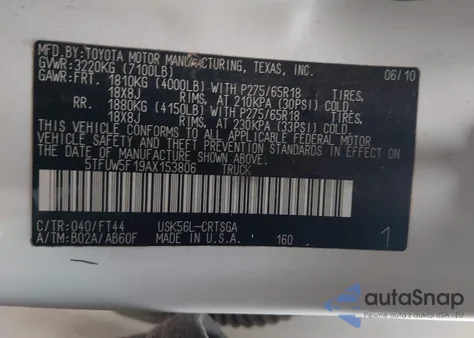 MFD.BY:TOYOTA MOTOR MANUFACTURING, TEXAS, INC.
GVWR:3220KG (7100LB) 06/10
GAWR:FRT. 1810KG (4000LB) WITH P275/65R18 TIRES,
18X8J RIMS, AT 210KPA (30PSI) COLD.
RR. 1880KG (4150LB) WITH P275/65R18 TIRES,
18X8J RIMS, AT 230KPA (33PSI) COLD.
THIS VEHICLE CONFORMS TO ALL APPLICABLE FEDERAL MOTOR
VEHICLE SAFETY STANDARDS IN EFFECT ON THE DATE OF
MANUFACTURE SHOWN ABOVE.
5TFUW5F19AX153806 TRUCK
C/TR:040/FT44 USK56L-CRTSGA
A/TM:B02A/AB60F MADE IN U.S.A. 160 1
autoSnap